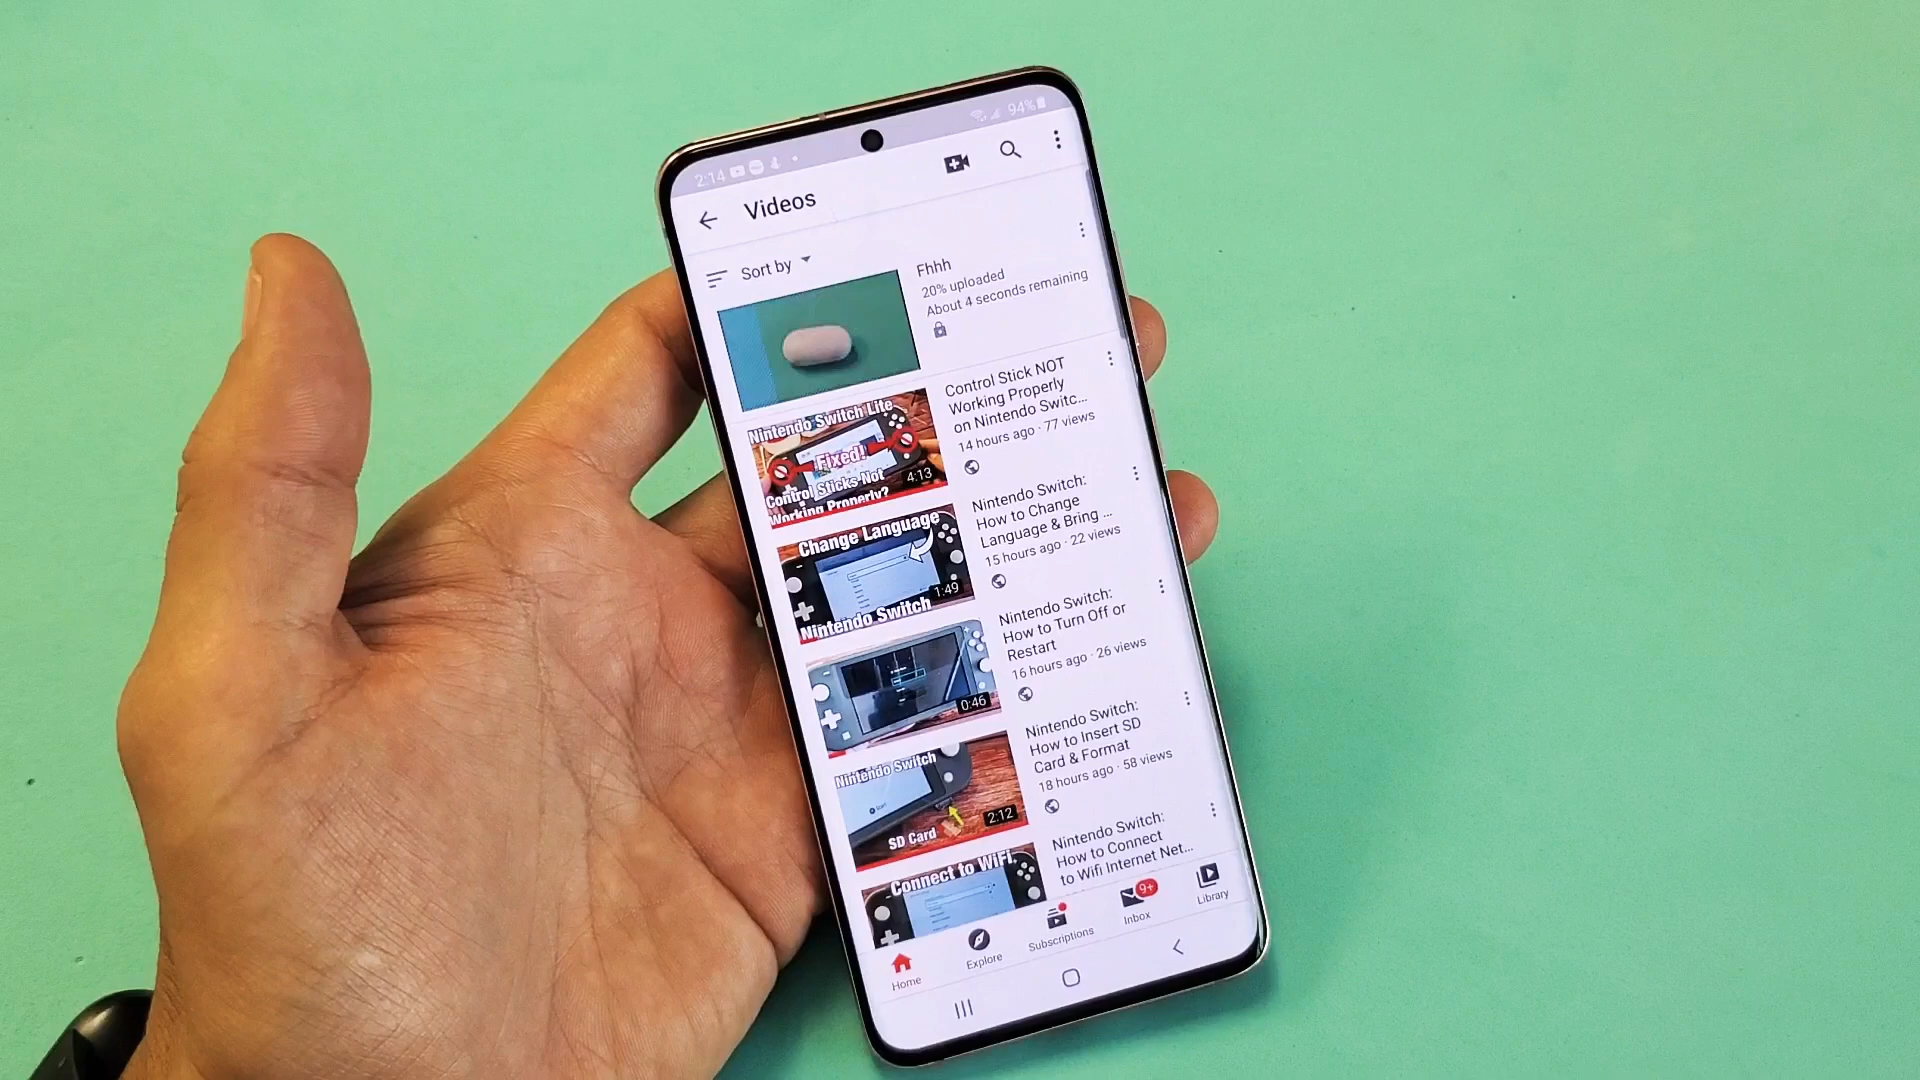 2:14
94%
Videos
Sort by
Fhhh
20% uploaded
About 4 seconds remaining
Nintendo Switch Lite
Fixed!
Control Sticks Not
Working Properly?
4:13
Control Stick NOT
Working Properly
on Nintendo Switc...
14 hours ago · 77 views
Change Language
1:49
Nintendo Switch
Nintendo Switch:
How to Change
Language & Bring ...
15 hours ago · 22 views
0:46
Nintendo Switch:
How to Turn Off or
Restart
16 hours ago · 26 views
Nintendo Switch
Start
SD Card
2:12
Nintendo Switch:
How to Insert SD
Card & Format
18 hours ago · 58 views
Connect to WiFi
Nintendo Switch:
How to Connect
to Wifi Internet Net...
Home
Explore
Subscriptions
9+
Inbox
Library